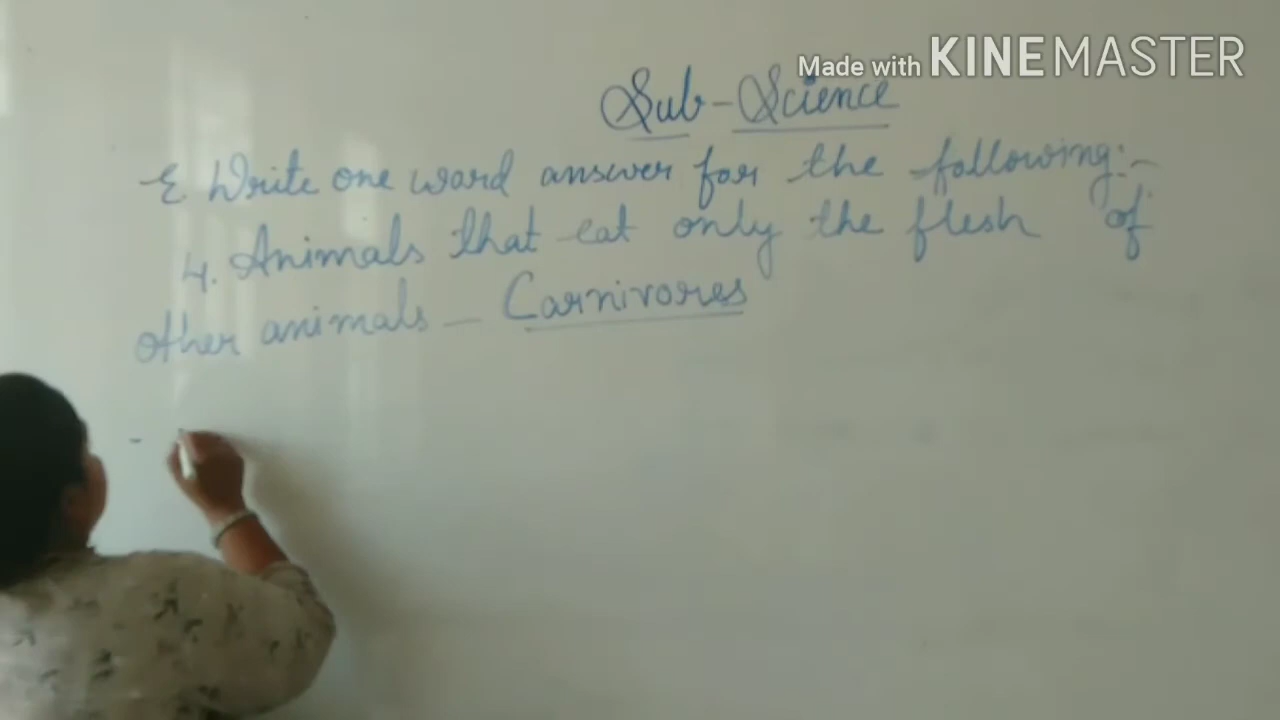 Made with KINEMASTER
Sub - Science
E Write one word answer for the following:-
4. Animals that eat only the flesh of
other animals - Carnivores
-